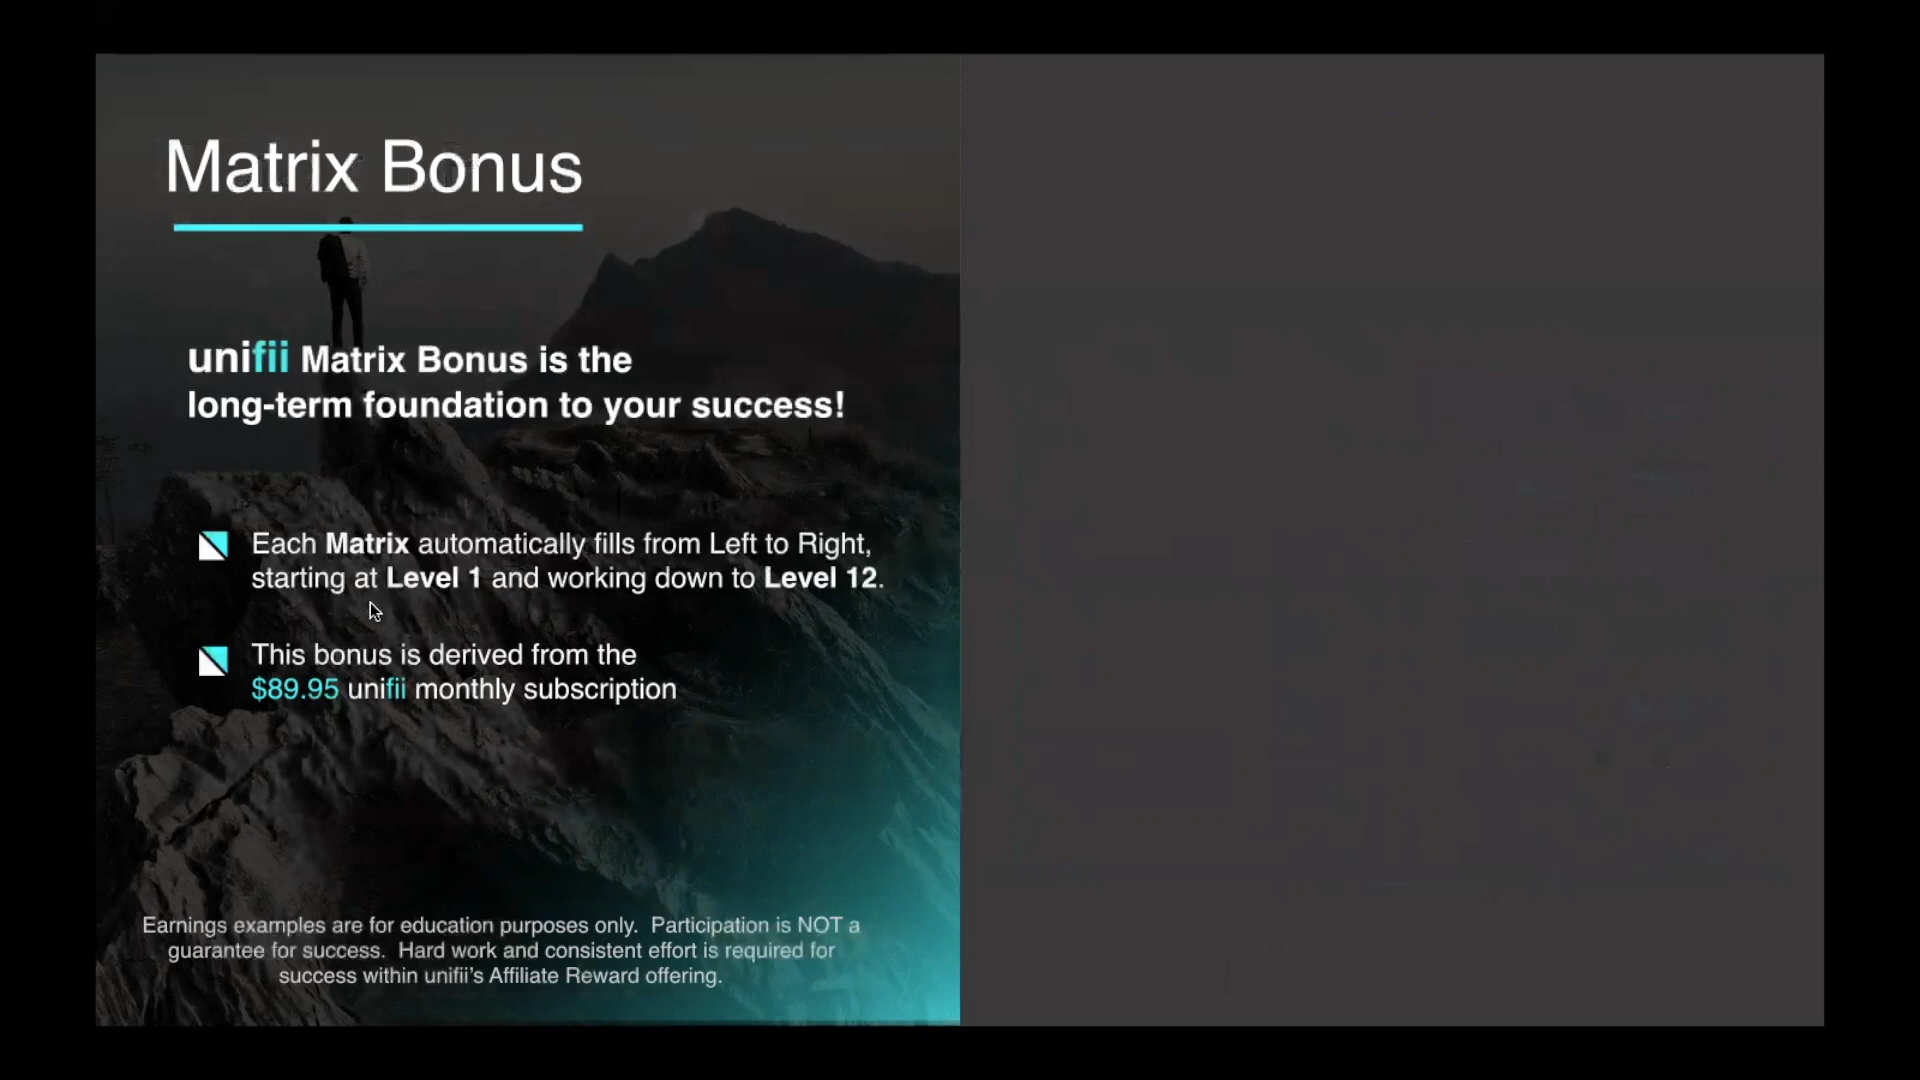 Matrix Bonus
unifii Matrix Bonus is the
long-term foundation to your success!
Each Matrix automatically fills from Left to Right,
starting at Level 1 and working down to Level 12.
This bonus is derived from the
$89.95 unifii monthly subscription
Earnings examples are for education purposes only.  Participation is NOT a
guarantee for success.  Hard work and consistent effort is required for
success within unifii's Affiliate Reward offering.